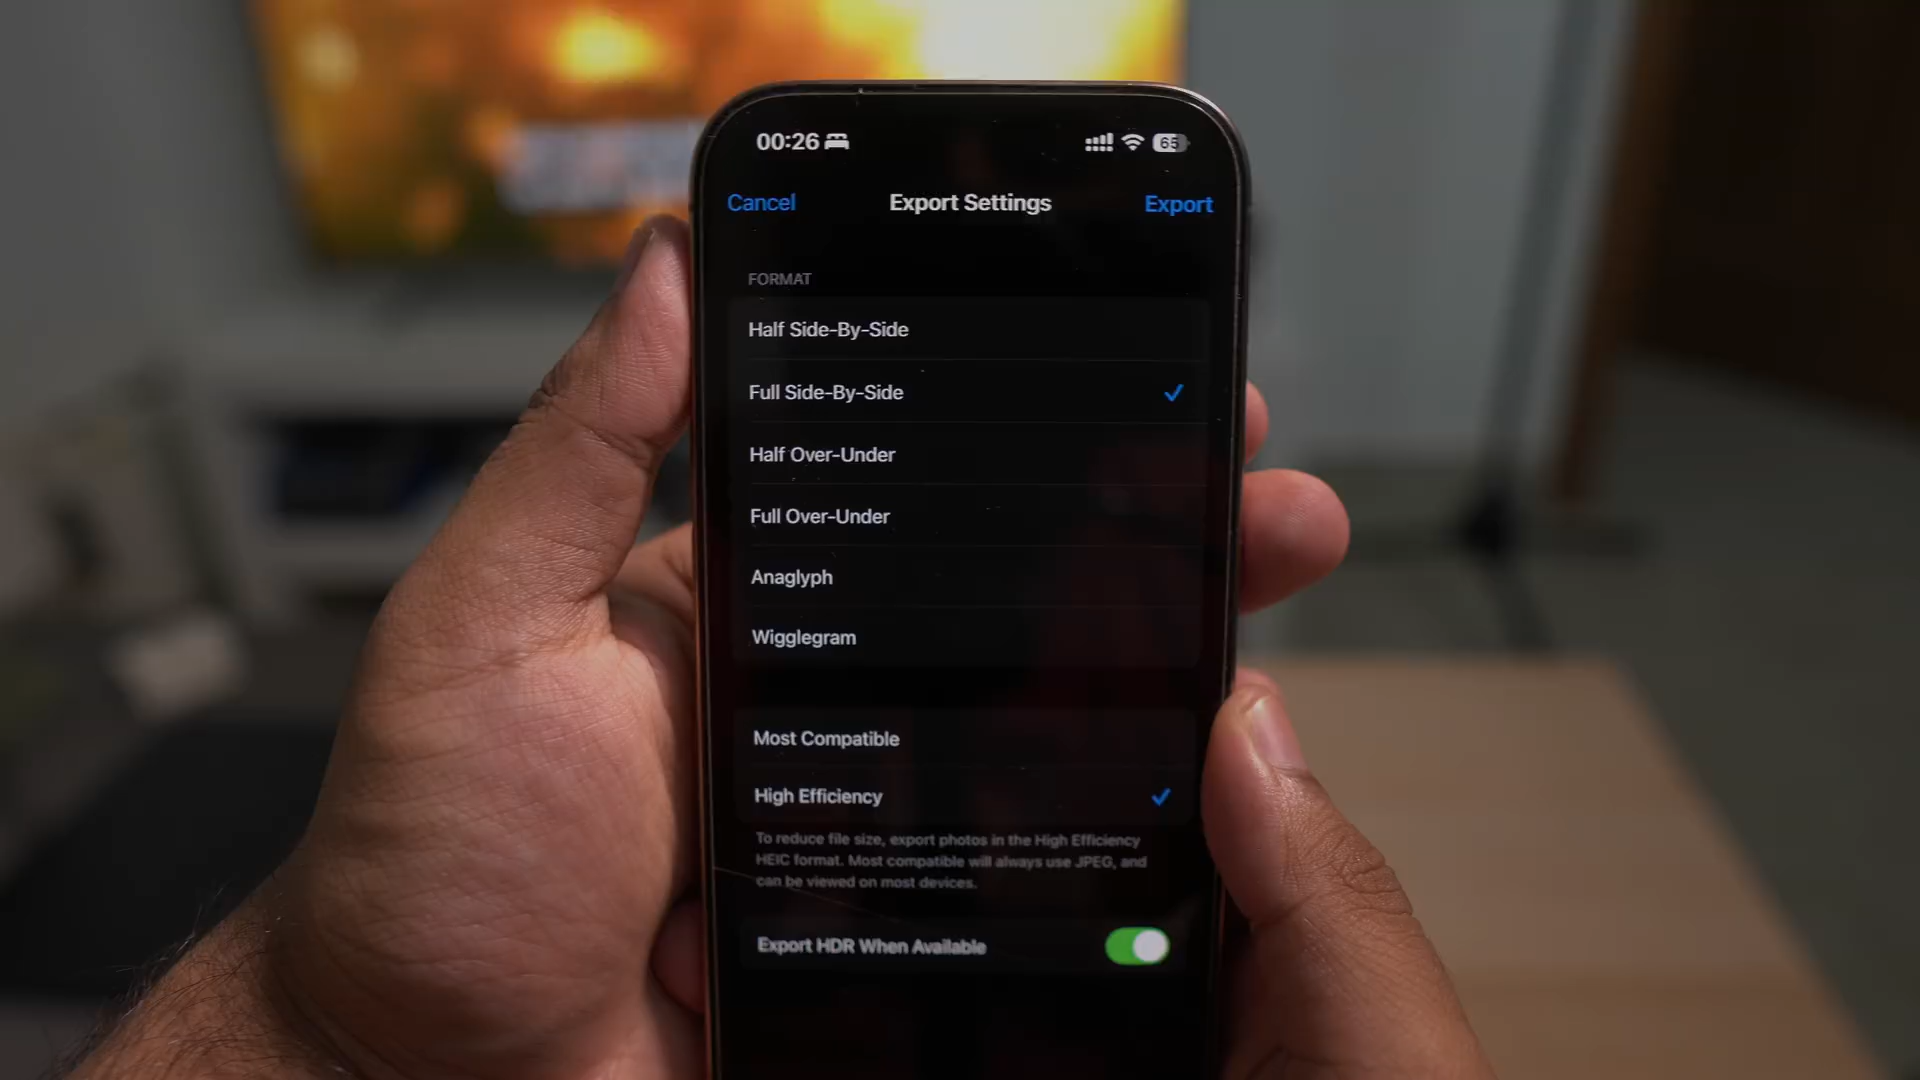 00:26
65
Cancel
Export Settings
Export
FORMAT
Half Side-By-Side
Full Side-By-Side
Half Over-Under
Full Over-Under
Anaglyph
Wigglegram
Most Compatible
High Efficiency
To reduce file size, export photos in the High Efficiency
HEIC format. Most compatible will always use JPEG, and
can be viewed on most devices.
Export HDR When Available